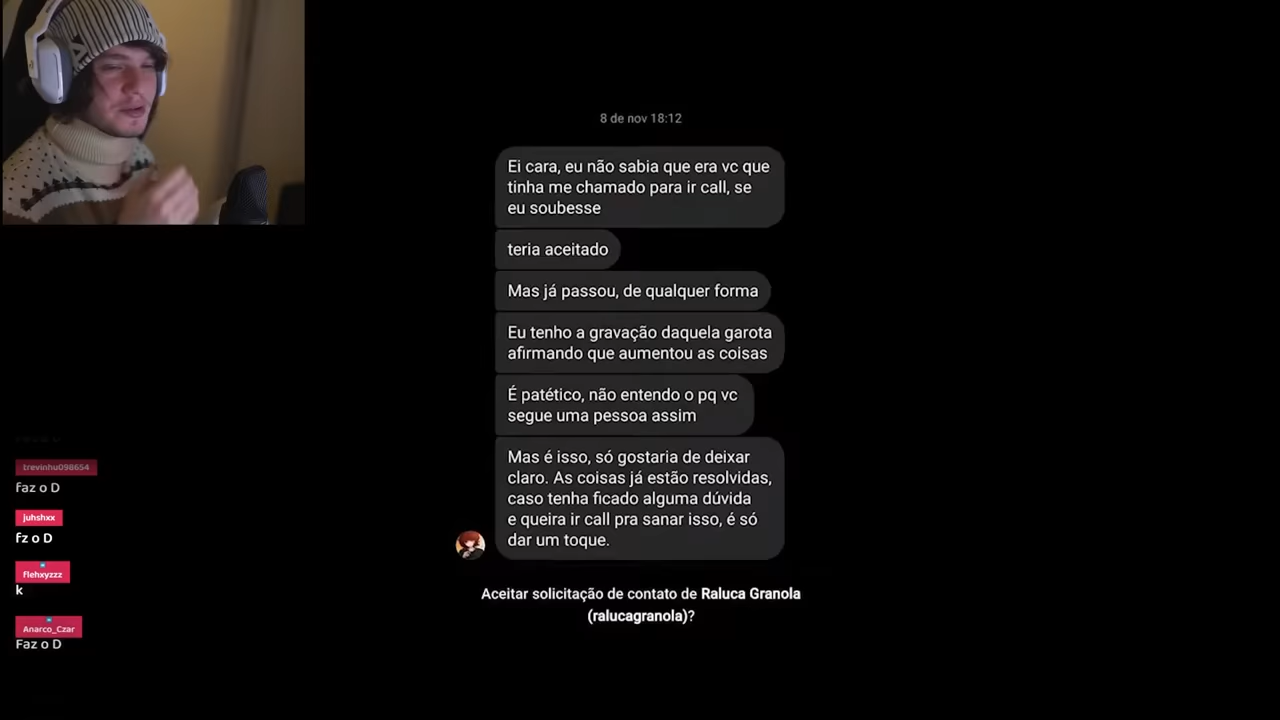 8 de nov 18:12
Ei cara, eu não sabia que era vc que
tinha me chamado para ir call, se
eu soubesse
teria aceitado
Mas já passou, de qualquer forma
Eu tenho a gravação daquela garota
afirmando que aumentou as coisas
É patético, não entendo o pq vc
segue uma pessoa assim
Mas é isso, só gostaria de deixar
claro. As coisas já estão resolvidas,
caso tenha ficado alguma dúvida
e queira ir call pra sanar isso, é só
dar um toque.
Aceitar solicitação de contato de Raluca Granola
(ralucagranola)?
trevinhu098654
faz o D
juhshxx
fz o D
flehxyzzz
k
Anarco_Czar
Faz o D